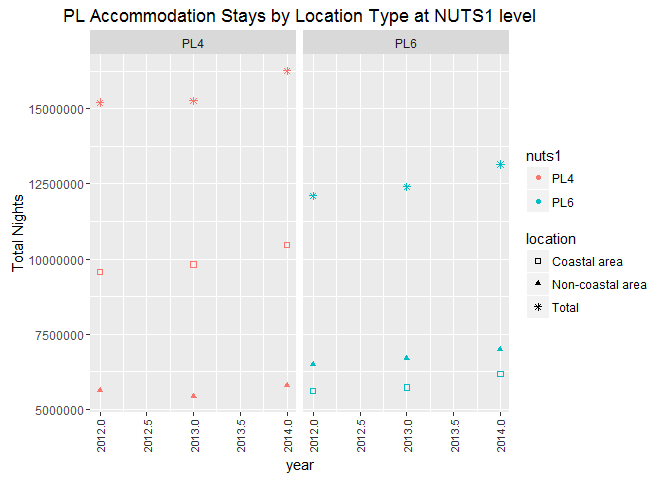 PL Accommodation Stays by Location Type at NUTS1 level
PL4
PL6
Total Nights
15000000
12500000
10000000
7500000
5000000
2012.0
2012.5
2013.0
2013.5
2014.0
2012.0
2012.5
2013.0
2013.5
2014.0
year
nuts1
PL4
PL6
location
Coastal area
Non-coastal area
Total